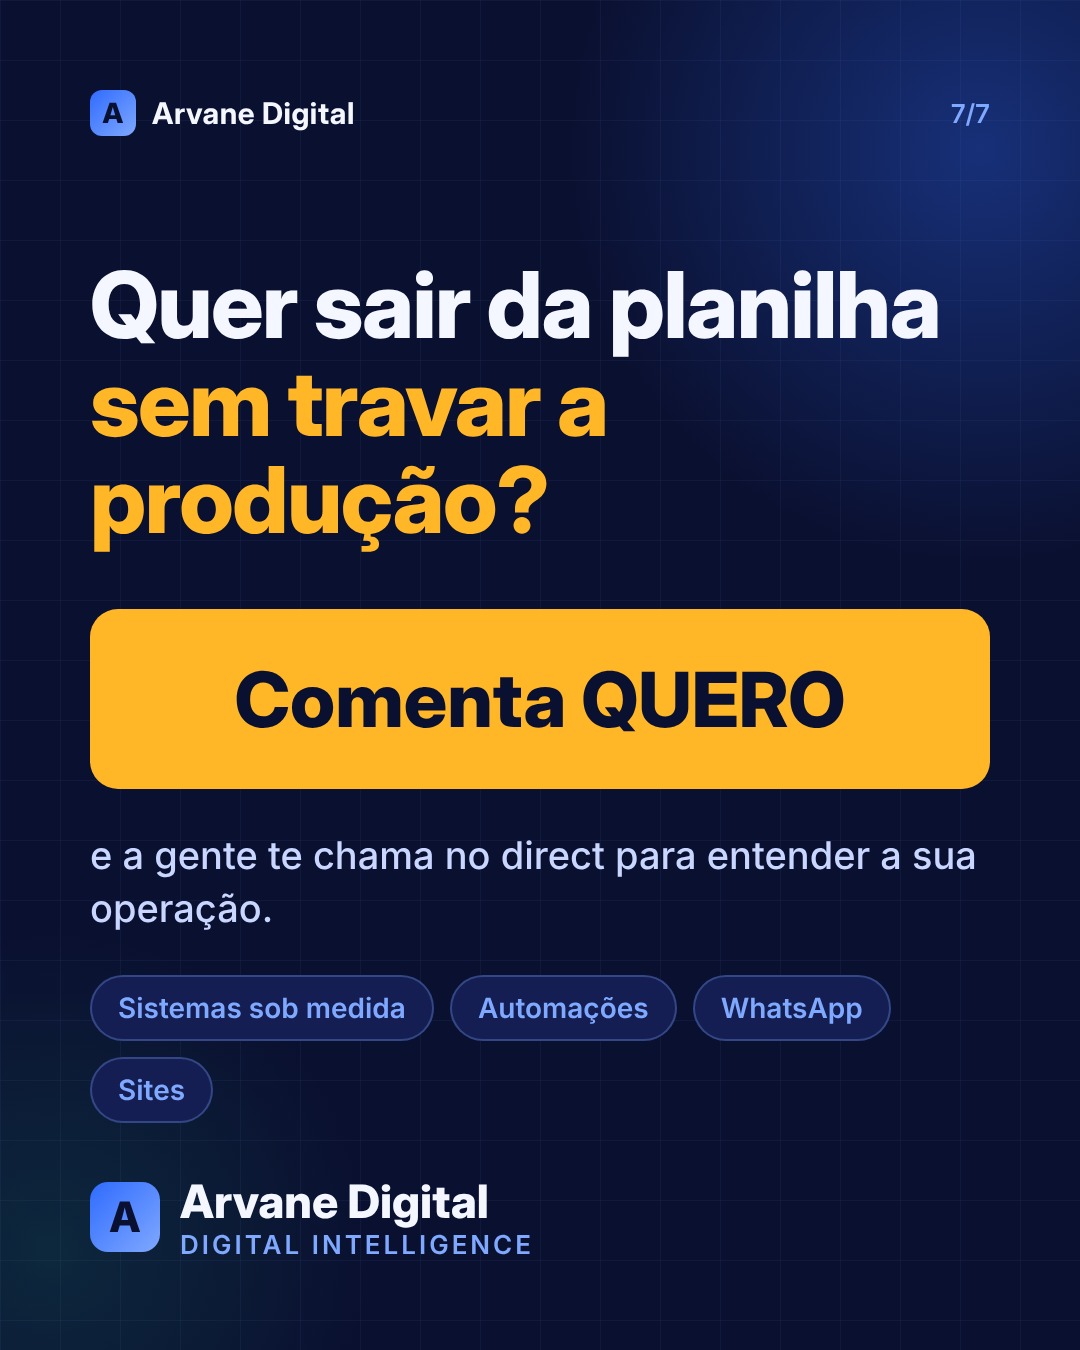 A Arvane Digital
7/7
Quer sair da planilha
sem travar a
produção?
Comenta QUERO
e a gente te chama no direct para entender a sua
operação.
Sistemas sob medida
Automações
WhatsApp
Sites
A Arvane Digital
DIGITAL INTELLIGENCE